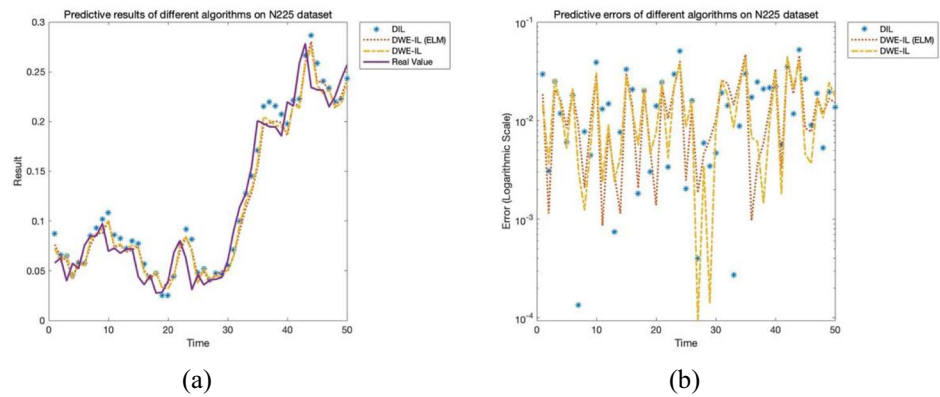 Predictive results of different algorithms on N225 dataset
0.3
0.25
0.2
0.15
0.1
0.05
0
Result
0 10 20 30 40 50
Time
DIL
DWE-IL (ELM)
DWE-IL
Real Value
(a)
Predictive errors of different algorithms on N225 dataset
10-1
10-2
10-3
10-4
Error (Logarithmic Scale)
0 10 20 30 40 50
Time
DIL
DWE-IL (ELM)
DWE-IL
(b)